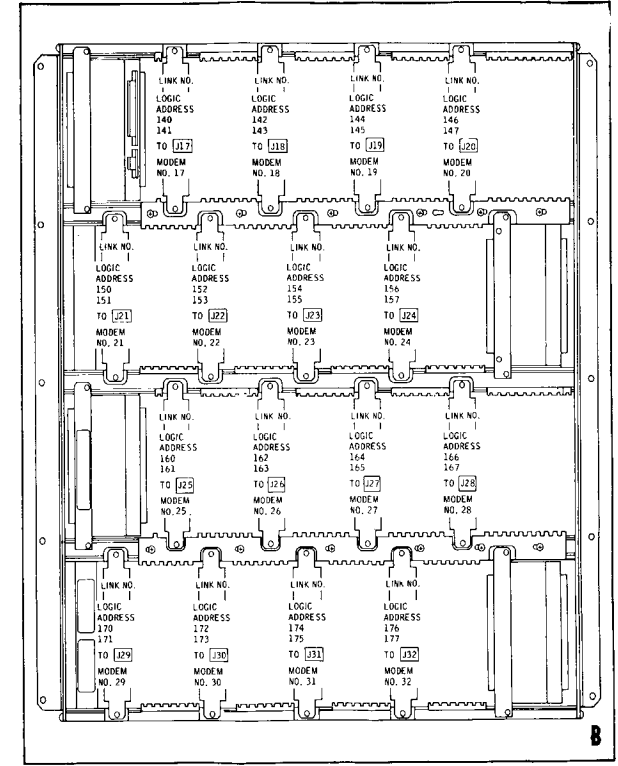 LINK NO.
LOGIC
ADDRESS
140
141
TO J17
MODEM
NO. 17
LINK NO.
LOGIC
ADDRESS
142
143
TO J18
MODEM
NO. 18
LINK NO.
LOGIC
ADDRESS
144
145
TO J19
MODEM
NO. 19
LINK NO.
LOGIC
ADDRESS
146
147
TO J20
MODEM
NO. 20
LINK NO.
LOGIC
ADDRESS
150
151
TO J21
MODEM
NO. 21
LINK NO.
LOGIC
ADDRESS
152
153
TO J22
MODEM
NO. 22
LINK NO.
LOGIC
ADDRESS
154
155
TO J23
MODEM
NO. 23
LINK NO.
LOGIC
ADDRESS
156
157
TO J24
MODEM
NO. 24
LINK NO.
LOGIC
ADDRESS
160
161
TO J25
MODEM
NO. 25
LINK NO.
LOGIC
ADDRESS
162
163
TO J26
MODEM
NO. 26
LINK NO.
LOGIC
ADDRESS
164
165
TO J27
MODEM
NO. 27
LINK NO.
LOGIC
ADDRESS
166
167
TO J28
MODEM
NO. 28
LINK NO.
LOGIC
ADDRESS
170
171
TO J29
MODEM
NO. 29
LINK NO.
LOGIC
ADDRESS
172
173
TO J30
MODEM
NO. 30
LINK NO.
LOGIC
ADDRESS
174
175
TO J31
MODEM
NO. 31
LINK NO.
LOGIC
ADDRESS
176
177
TO J32
MODEM
NO. 32
B